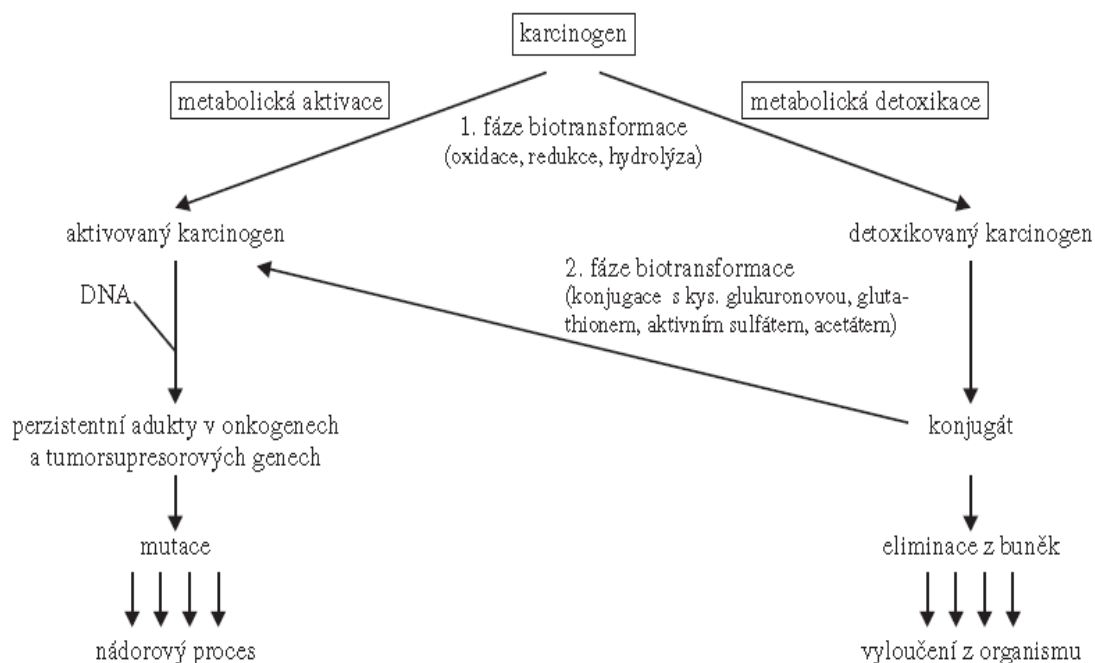 karcinogen
metabolická aktivace
metabolická detoxikace
1. fáze biotransformace
(oxidace, redukce, hydrolýza)
aktivovaný karcinogen
detoxikovaný karcinogen
2. fáze biotransformace
(konjugace s kys. glukuronovou, gluta-
thionem, aktivním sulfátem, acetátem)
DNA
perzistentní adukty v onkogenech
a tumorsupresorových genech
konjugát
mutace
eliminace z buněk
nádorový proces
vyloučení z organismu